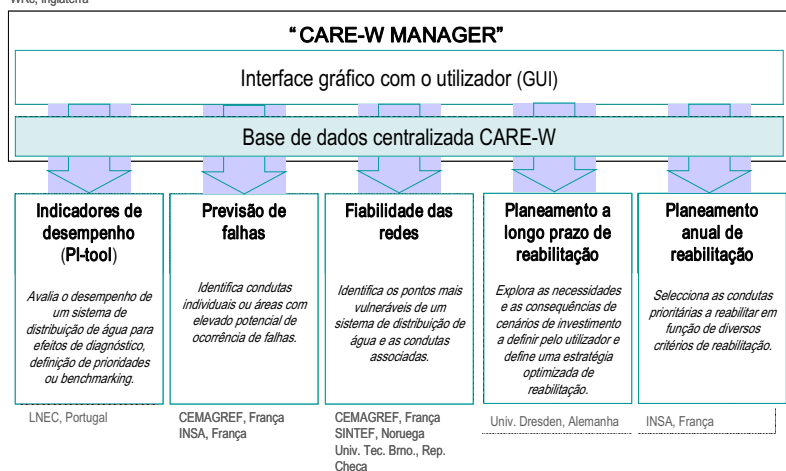 WRc, Inglaterra
“CARE-W MANAGER”
Interface gráfico com o utilizador (GUI)
Base de dados centralizada CARE-W
Indicadores de
desempenho
(PI-tool)
Avalia o desempenho de
um sistema de
distribuição de água para
efeitos de diagnóstico,
definição de prioridades
ou benchmarking.
LNEC, Portugal
Previsão de
falhas
Identifica condutas
individuais ou áreas com
elevado potencial de
ocorrência de falhas.
CEMAGREF, França
INSA, França
Fiabilidade das
redes
Identifica os pontos mais
vulneráveis de um
sistema de distribuição de
água e as condutas
associadas.
CEMAGREF, França
SINTEF, Noruega
Univ. Tec. Brno., Rep.
Checa
Planeamento a
longo prazo de
reabilitação
Explora as necessidades
e as consequências de
cenários de investimento
a definir pelo utilizador e
define uma estratégia
optimizada de
reabilitação.
Univ. Dresden, Alemanha
Planeamento
anual de
reabilitação
Selecciona as condutas
prioritárias a reabilitar em
função de diversos
critérios de reabilitação.
INSA, França